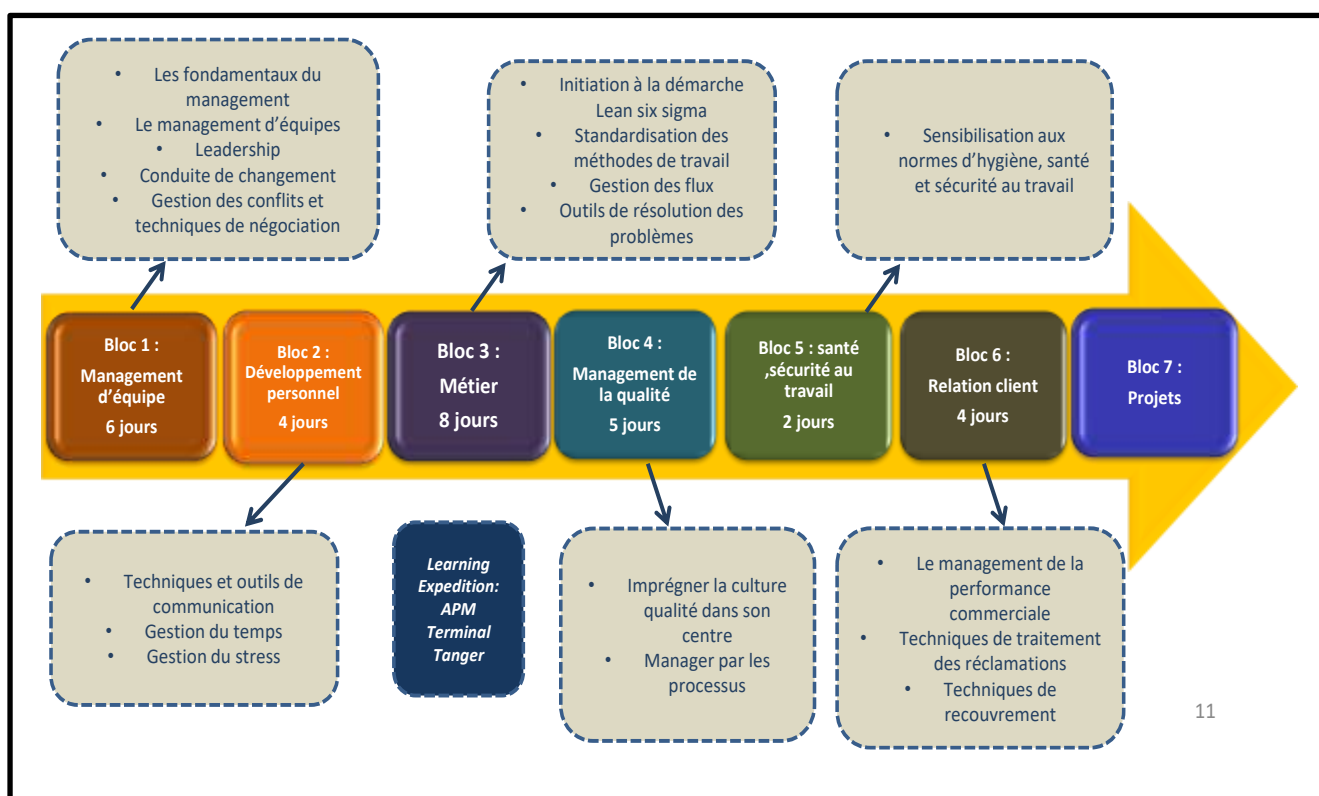 • Les fondamentaux du
management
• Le management d’équipes
• Leadership
• Conduite de changement
• Gestion des conflits et
techniques de négociation
• Initiation à la démarche
Lean six sigma
• Standardisation des
méthodes de travail
• Gestion des flux
• Outils de résolution des
problèmes
• Sensibilisation aux
normes d’hygiène, santé
et sécurité au travail
Bloc 1 :
Management
d’équipe
6 jours
Bloc 2 :
Développement
personnel
4 jours
Bloc 3 :
Métier
8 jours
Bloc 4 :
Management de
la qualité
5 jours
Bloc 5 : santé
,sécurité au
travail
2 jours
Bloc 6 :
Relation client
4 jours
Bloc 7 :
Projets
• Techniques et outils de
communication
• Gestion du temps
• Gestion du stress
Learning
Expedition:
APM
Terminal
Tanger
• Imprégner la culture
qualité dans son
centre
• Manager par les
processus
• Le management de la
performance
commerciale
• Techniques de traitement
des réclamations
• Techniques de
recouvrement
11